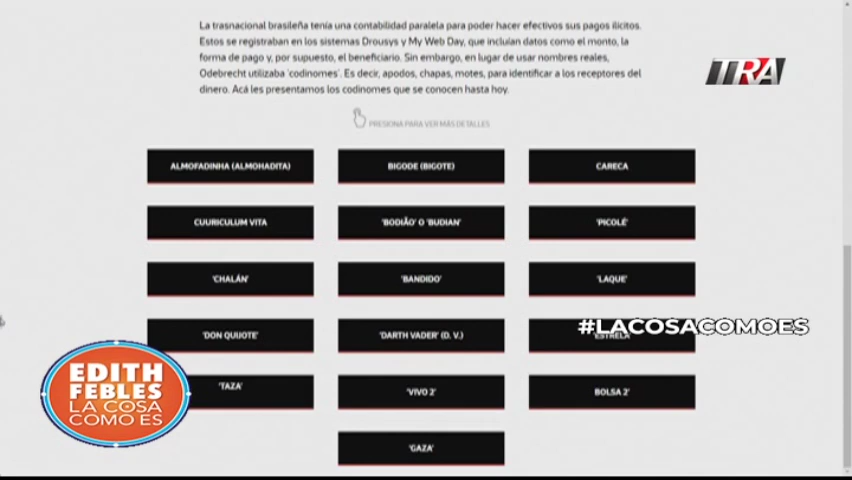 La trasnacional brasileña tenía una contabilidad paralela para poder hacer efectivos sus pagos ilícitos.
Estos se registraban en los sistemas Drousys y My Web Day, que incluían datos como el monto, la
forma de pago y, por supuesto, el beneficiario. Sin embargo, en lugar de usar nombres reales,
Odebrecht utilizaba 'codinomes'. Es decir, apodos, chapas, motes, para identificar a los receptores del
dinero. Acá les presentamos los codinomes que se conocen hasta hoy.
TRA
PRESIONA PARA VER MÁS DETALLES
ALMOFADINHA (ALMOHADITA)
BIGODE (BIGOTE)
CARECA
CUURICULUM VITA
'BODIÃO' O 'BUDIAN'
'PICOLÉ'
'CHALÁN'
'BANDIDO'
'LAQUE'
'DON QUIJOTE'
'DARTH VADER' (D. V.)
ESTRELA
#LACOSACOMOES
'TAZA'
'VIVO 2'
BOLSA 2'
'GAZA'
EDITH
FEBLES
LA COSA
COMO ES